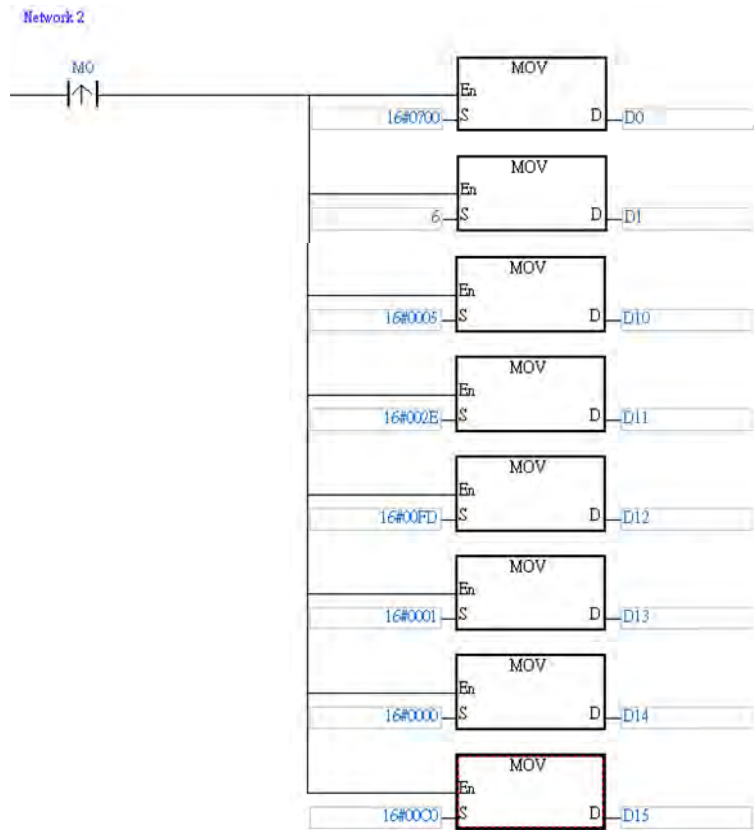 Network 2
M0
MOV
En
16#0700 S D D0
MOV
En
6 S D D1
MOV
En
16#0005 S D D10
MOV
En
16#002E S D D11
MOV
En
16#00FD S D D12
MOV
En
16#0001 S D D13
MOV
En
16#0000 S D D14
MOV
En
16#00C0 S D D15